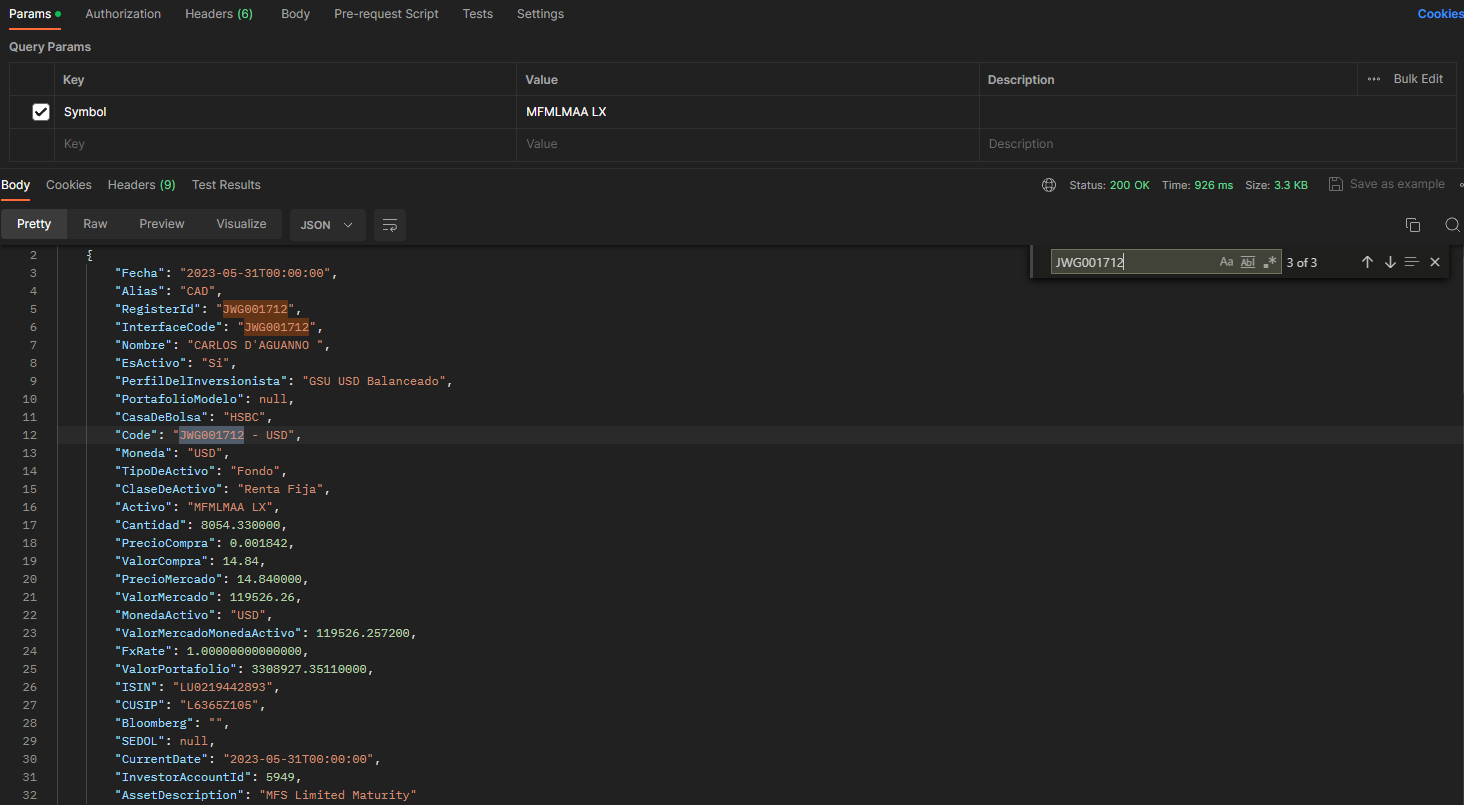 Params Authorization Headers (6) Body Pre-request Script Tests Settings Cookies
Query Params
Key Value Description ... Bulk Edit
Symbol MFMLMAA LX
Key Value Description
Body Cookies Headers (9) Test Results Status: 200 OK Time: 926 ms Size: 3.3 KB Save as example
Pretty Raw Preview Visualize JSON
JWG001712 Aa Abl .* 3 of 3
2 {
3 "Fecha": "2023-05-31T00:00:00",
4 "Alias": "CAD",
5 "RegisterId": "JWG001712",
6 "InterfaceCode": "JWG001712",
7 "Nombre": "CARLOS D'AGUANNO ",
8 "EsActivo": "Si",
9 "PerfilDelInversionista": "GSU USD Balanceado",
10 "PortafolioModelo": null,
11 "CasaDeBolsa": "HSBC",
12 "Code": "JWG001712 - USD",
13 "Moneda": "USD",
14 "TipoDeActivo": "Fondo",
15 "ClaseDeActivo": "Renta Fija",
16 "Activo": "MFMLMAA LX",
17 "Cantidad": 8054.330000,
18 "PrecioCompra": 0.001842,
19 "ValorCompra": 14.84,
20 "PrecioMercado": 14.840000,
21 "ValorMercado": 119526.26,
22 "MonedaActivo": "USD",
23 "ValorMercadoMonedaActivo": 119526.257200,
24 "FxRate": 1.00000000000000,
25 "ValorPortafolio": 3308927.35110000,
26 "ISIN": "LU0219442893",
27 "CUSIP": "L6365Z105",
28 "Bloomberg": "",
29 "SEDOL": null,
30 "CurrentDate": "2023-05-31T00:00:00",
31 "InvestorAccountId": 5949,
32 "AssetDescription": "MFS Limited Maturity"